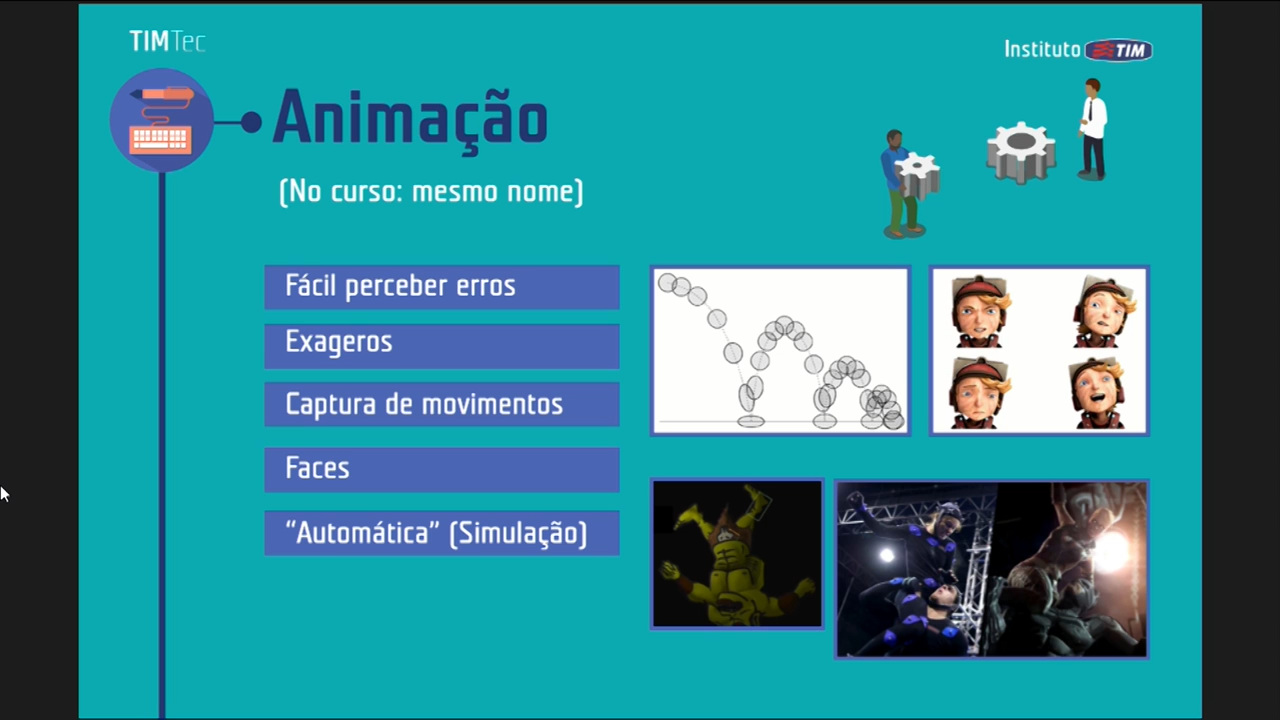 TIMTec
Instituto TIM
Animação
(No curso: mesmo nome)
Fácil perceber erros
Exageros
Captura de movimentos
Faces
“Automática” (Simulação)